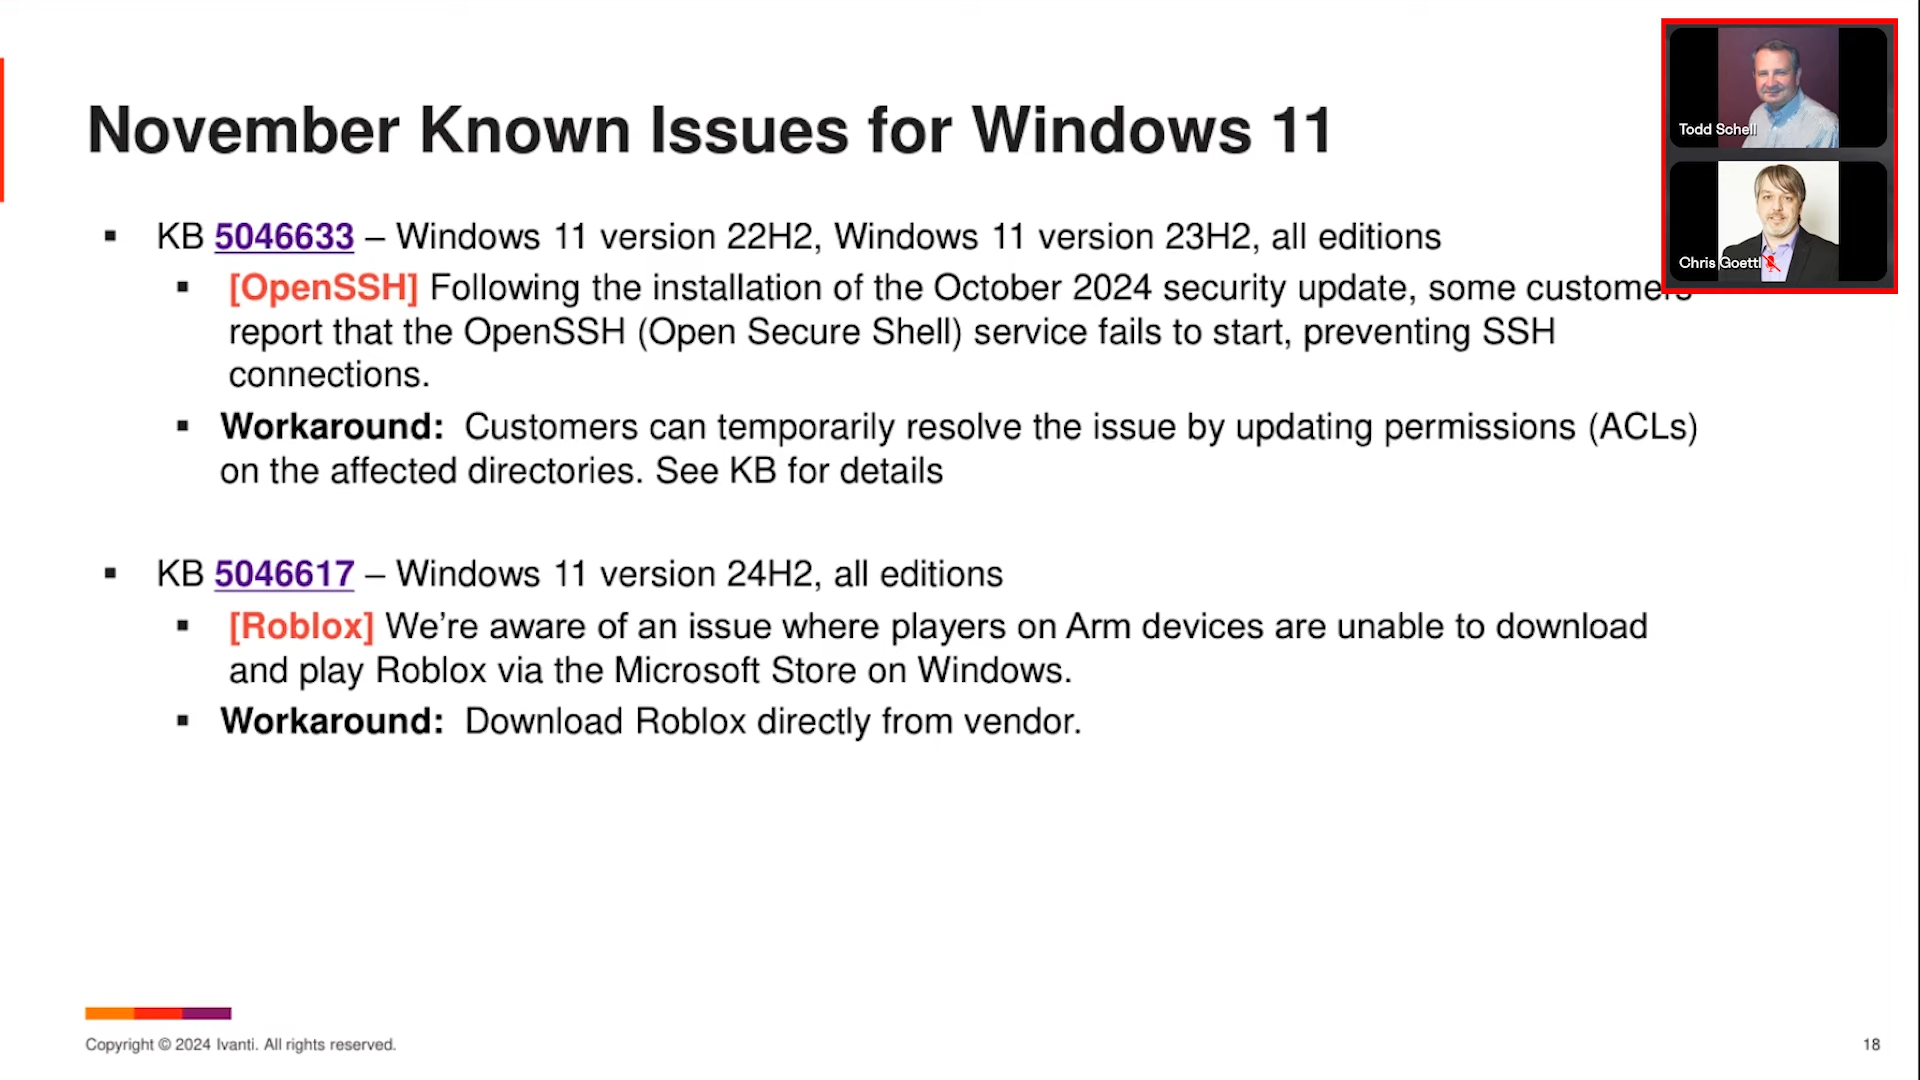 November Known Issues for Windows 11
Todd Schell
Chris Goettl
▪ KB 5046633 – Windows 11 version 22H2, Windows 11 version 23H2, all editions
▪ [OpenSSH] Following the installation of the October 2024 security update, some customers
report that the OpenSSH (Open Secure Shell) service fails to start, preventing SSH
connections.
▪ Workaround: Customers can temporarily resolve the issue by updating permissions (ACLs)
on the affected directories. See KB for details
▪ KB 5046617 – Windows 11 version 24H2, all editions
▪ [Roblox] We’re aware of an issue where players on Arm devices are unable to download
and play Roblox via the Microsoft Store on Windows.
▪ Workaround: Download Roblox directly from vendor.
Copyright © 2024 Ivanti. All rights reserved.
18